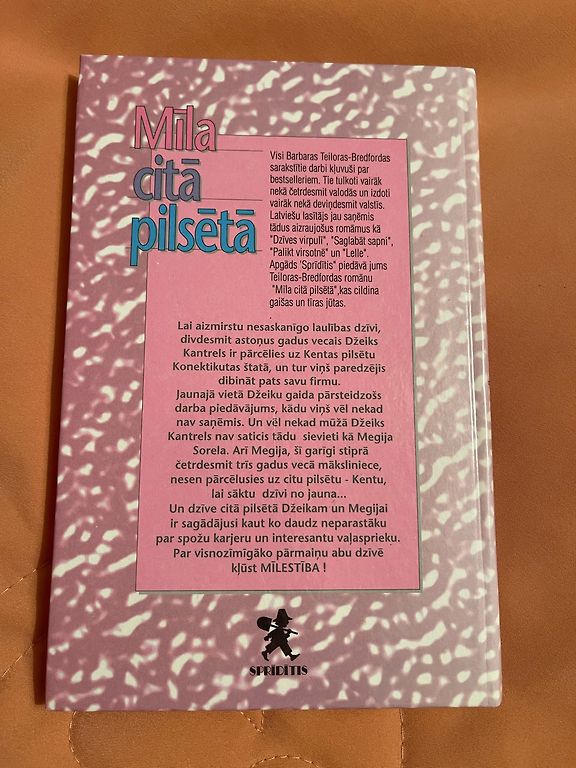 Mīla
citā
pilsētā
Visi Barbaras Teiloras-Bredfordas
sarakstītie darbi kļuvuši par
bestselleriem. Tie tulkoti vairāk
nekā četrdesmit valodās un izdoti
vairāk nekā deviņdesmit valstīs.
Latviešu lasītājs jau saņēmis
tādus aizraujošus romānus kā
"Dzīves virpulī", "Saglabāt sapni",
"Palikt virsotnē" un "Lelle".
Apgāds 'Sprīdītis" piedāvā jums
Teiloras-Bredfordas romānu
"Mīla citā pilsētā",kas cildina
gaišas un tīras jūtas.
Lai aizmirstu nesaskanīgo laulības dzīvi,
divdesmit astoņus gadus vecais Džeiks
Kantrels ir pārcēlies uz Kentas pilsētu
Konektikutas štatā, un tur viņš paredzējis
dibināt pats savu firmu.
Jaunajā vietā Džeiku gaida pārsteidzošs
darba piedāvājums, kādu viņš vēl nekad
nav saņēmis. Un vēl nekad mūžā Džeiks
Kantrels nav saticis tādu sievieti kā Megija
Sorela. Arī Megija, šī garīgi stiprā
četrdesmit trīs gadus vecā māksliniece,
nesen pārcēlusies uz citu pilsētu - Kentu,
lai sāktu dzīvi no jauna...
Un dzīve citā pilsētā Džeikam un Megijai
ir sagādājusi kaut ko daudz neparastāku
par spožu karjeru un interesantu vaļasprieku.
Par visnozīmīgāko pārmaiņu abu dzīvē
kļūst MĪLESTĪBA !
SPRĪDĪTIS